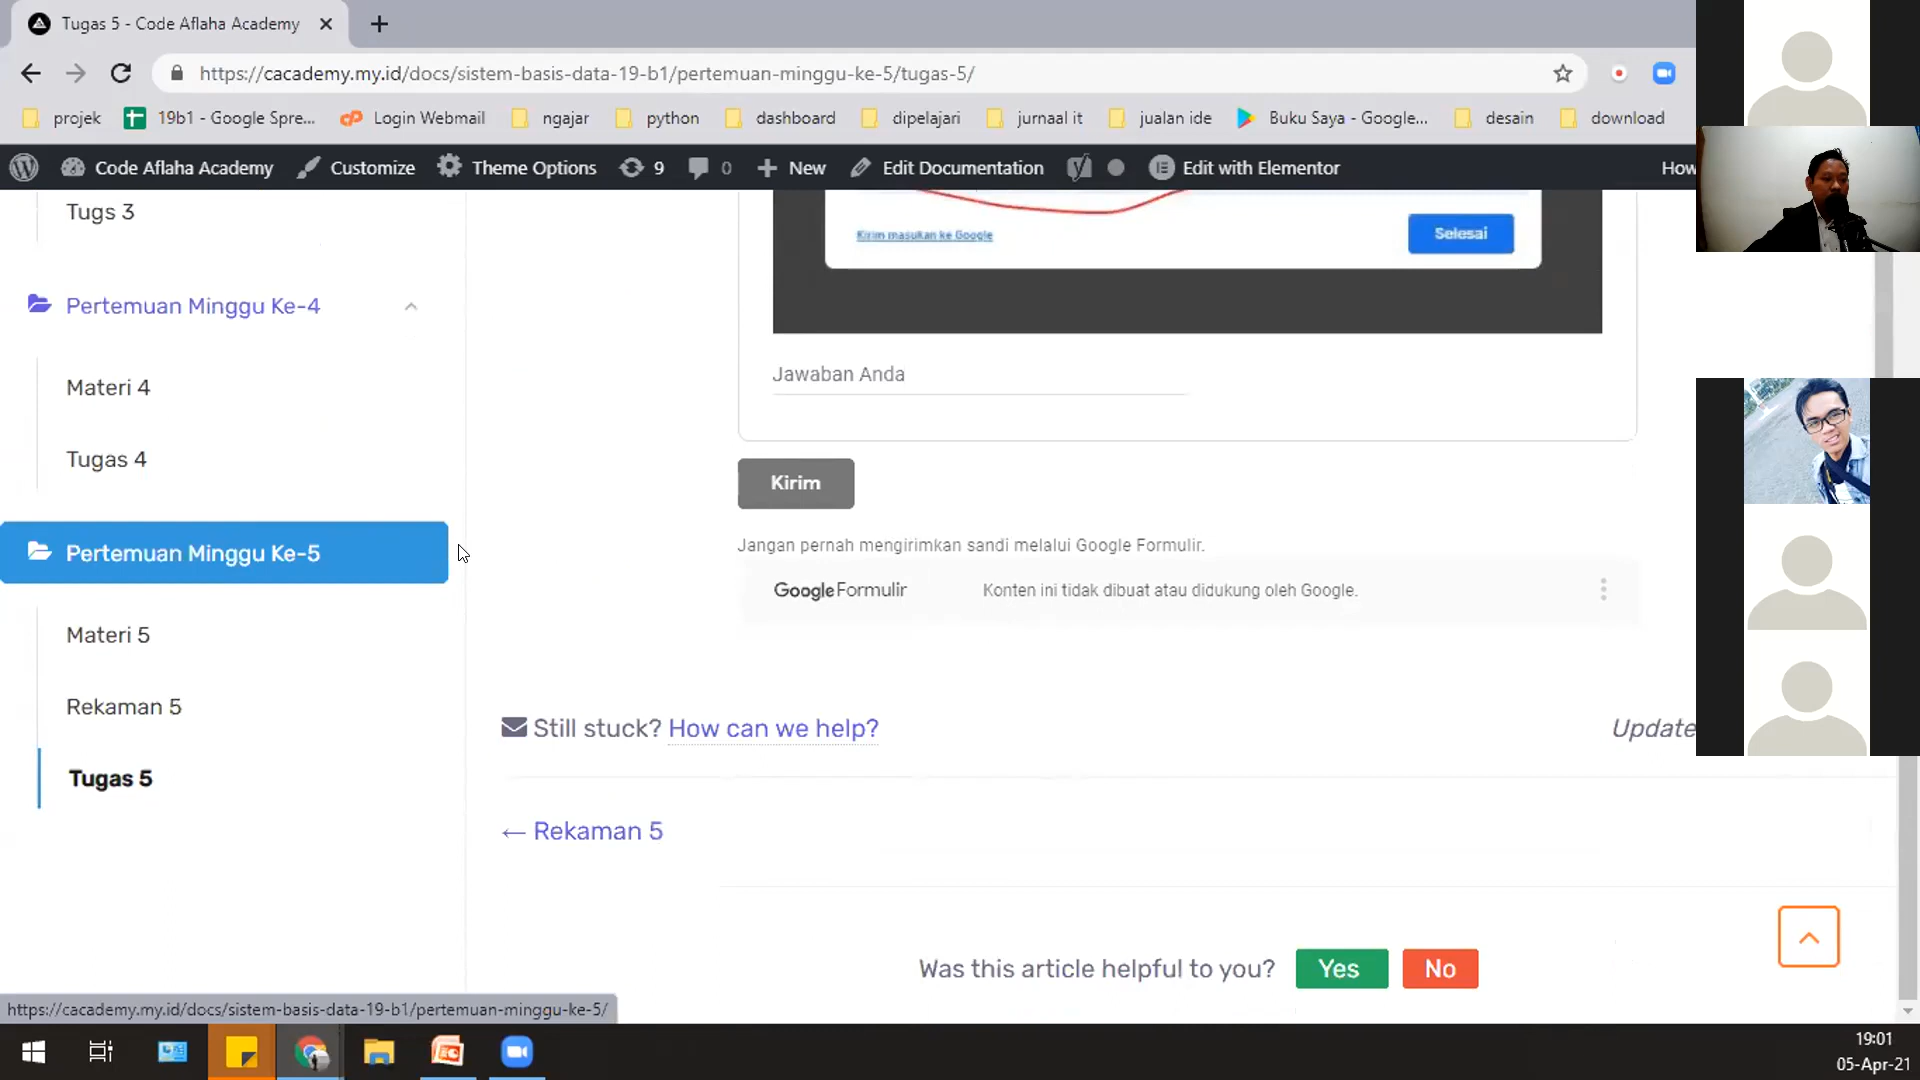 Tugas 5 - Code Aflaha Academy
https://cacademy.my.id/docs/sistem-basis-data-19-b1/pertemuan-minggu-ke-5/tugas-5/
projek 19b1 - Google Spre... Login Webmail ngajar python dashboard dipelajari jurnaal it jualan ide Buku Saya - Google... desain download
Code Aflaha Academy Customize Theme Options 9 0 New Edit Documentation Edit with Elementor How
Tugs 3
Pertemuan Minggu Ke-4
Materi 4
Tugas 4
Pertemuan Minggu Ke-5
Materi 5
Rekaman 5
Tugas 5
Kirim masukan ke Google
Selesai
Jawaban Anda
Kirim
Jangan pernah mengirimkan sandi melalui Google Formulir.
Google Formulir Konten ini tidak dibuat atau didukung oleh Google.
Still stuck? How can we help?
Update
← Rekaman 5
Was this article helpful to you? Yes No
https://cacademy.my.id/docs/sistem-basis-data-19-b1/pertemuan-minggu-ke-5/
19:01
05-Apr-21